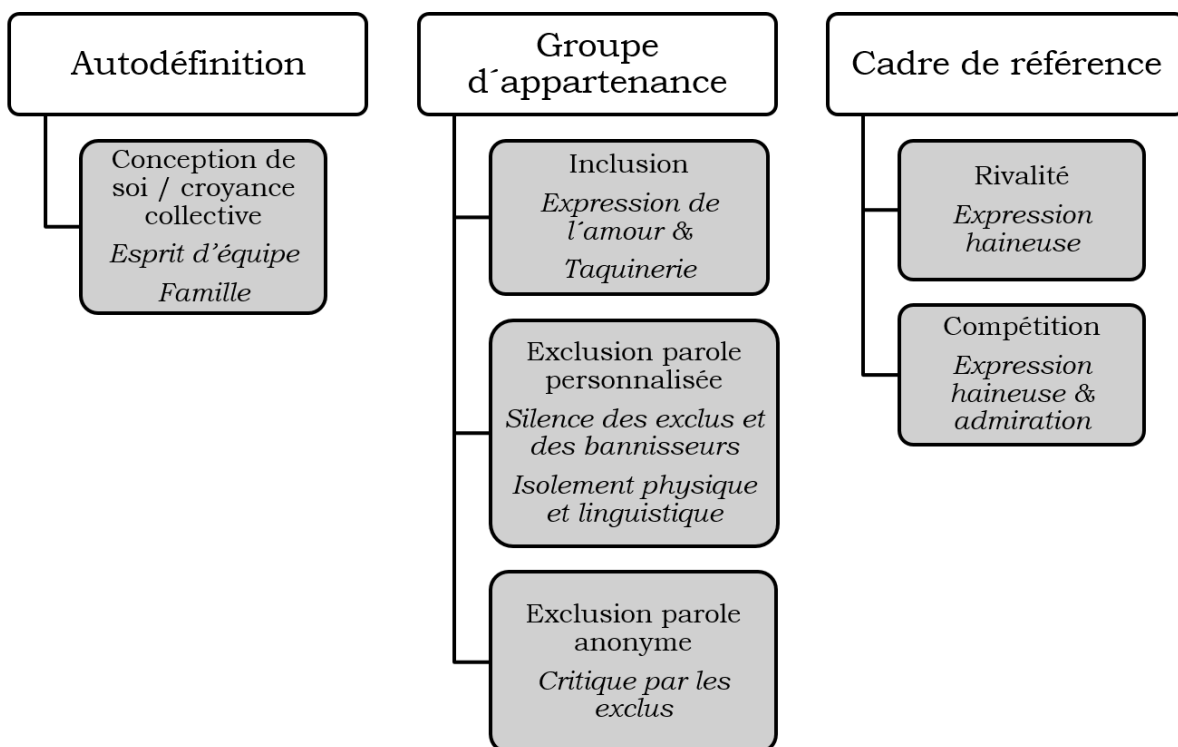 Autodéfinition
Conception de
soi / croyance
collective
Esprit d’équipe
Famille
Groupe
d´appartenance
Inclusion
Expression de
l´amour &
Taquinerie
Exclusion parole
personnalisée
Silence des exclus et
des bannisseurs
Isolement physique
et linguistique
Exclusion parole
anonyme
Critique par les
exclus
Cadre de référence
Rivalité
Expression
haineuse
Compétition
Expression
haineuse &
admiration